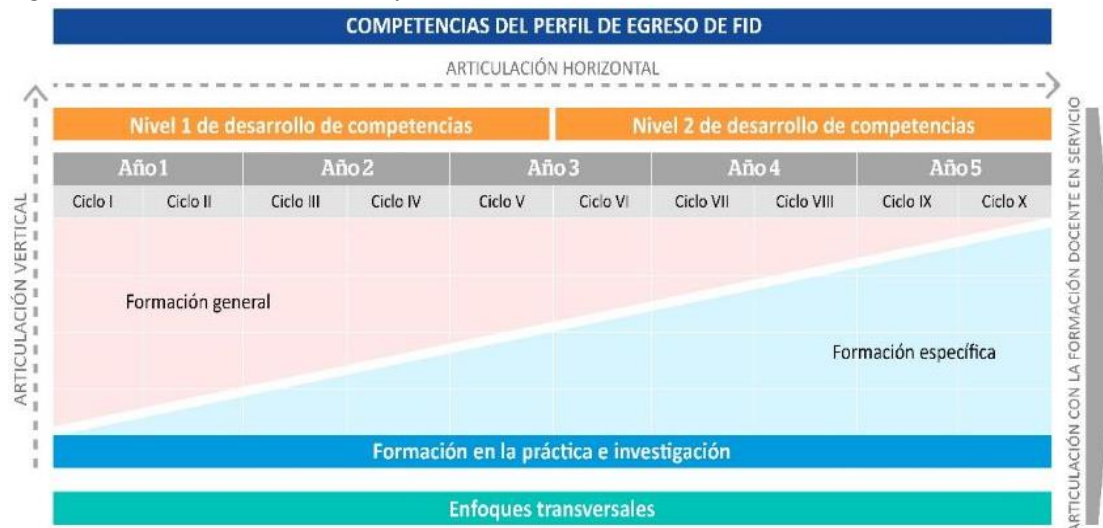 COMPETENCIAS DEL PERFIL DE EGRESO DE FID
ARTICULACIÓN HORIZONTAL
Nivel 1 de desarrollo de competencias
Nivel 2 de desarrollo de competencias
Año 1
Año 2
Año 3
Año 4
Año 5
Ciclo I
Ciclo II
Ciclo III
Ciclo IV
Ciclo V
Ciclo VI
Ciclo VII
Ciclo VIII
Ciclo IX
Ciclo X
ARTICULACIÓN VERTICAL
Formación general
Formación específica
Formación en la práctica e investigación
Enfoques transversales
ARTICULACIÓN CON LA FORMACIÓN DOCENTE EN SERVICIO